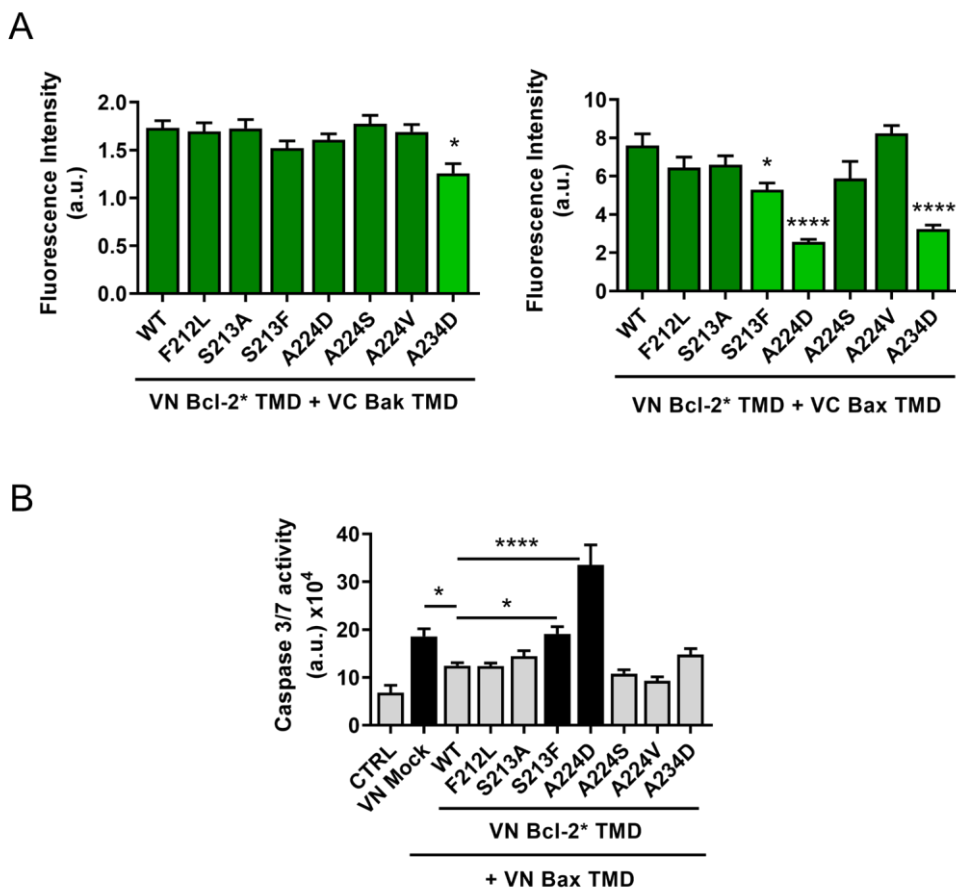 A
Fluorescence Intensity
(a.u.)
2.0
1.5
1.0
0.5
0.0
*
WT
F212L
S213A
S213F
A224D
A224S
A224V
A234D
VN Bcl-2* TMD + VC Bak TMD
Fluorescence Intensity
(a.u.)
10
8
6
4
2
0
*
****
****
WT
F212L
S213A
S213F
A224D
A224S
A224V
A234D
VN Bcl-2* TMD + VC Bax TMD
B
Caspase 3/7 activity
(a.u.) x10⁴
40
30
20
10
0
****
*
*
CTRL
VN Mock
WT
F212L
S213A
S213F
A224D
A224S
A224V
A234D
VN Bcl-2* TMD
+ VN Bax TMD